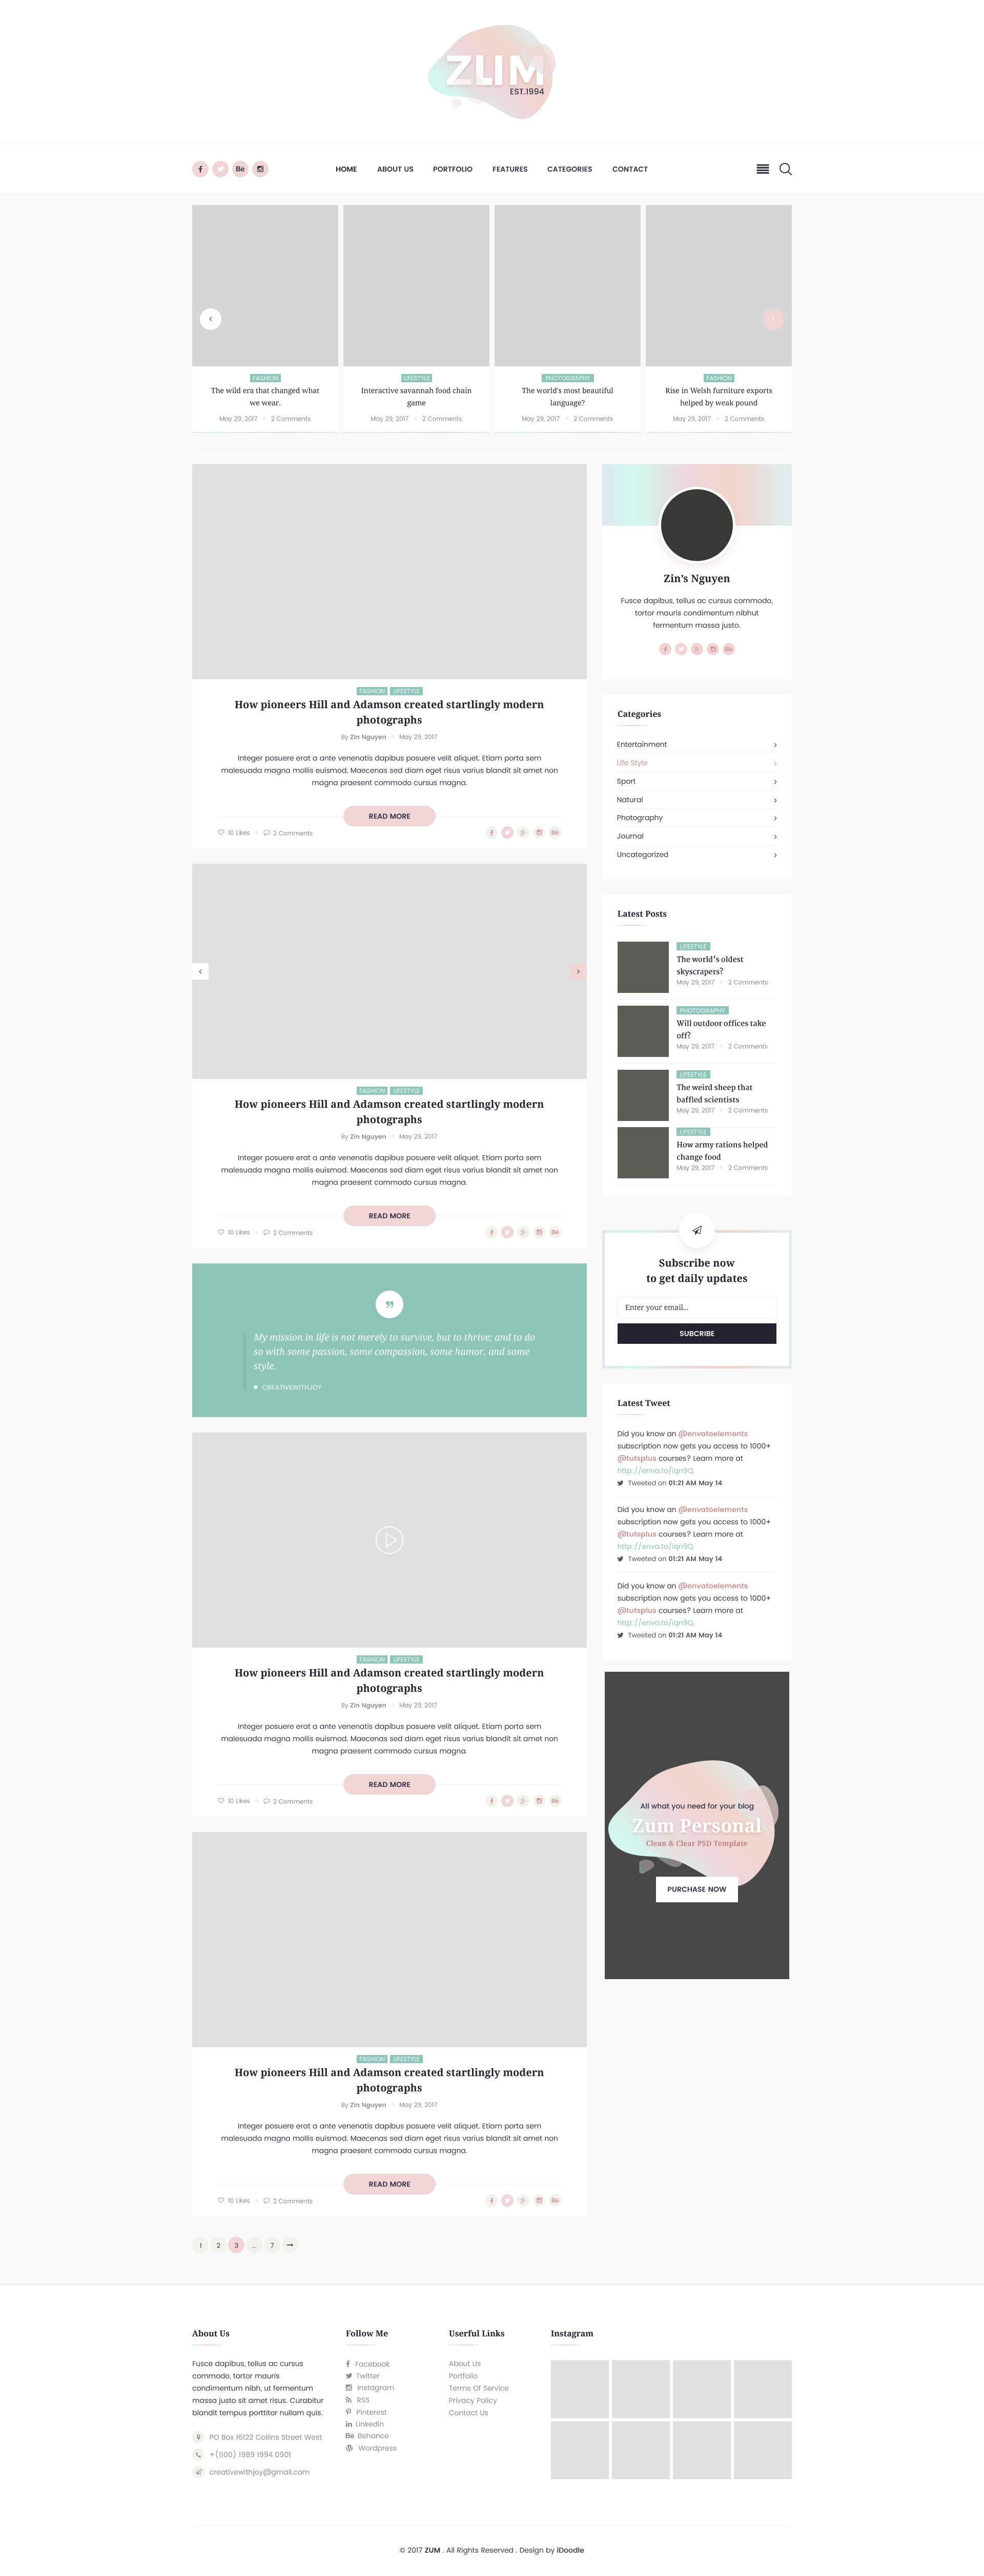 ZLIM
EST.1994
Bē
HOME ABOUT US PORTFOLIO FEATURES CATEGORIES CONTACT
FASHION
The wild era that changed what
we wear.
May 29, 2017 2 Comments
LIFESTYLE
Interactive savannah food chain
game
May 29, 2017 2 Comments
PHOTOGRAPHY
The world's most beautiful
language?
May 29, 2017 2 Comments
FASHION
Rise in Welsh furniture exports
helped by weak pound
May 29, 2017 2 Comments
FASHION LIFESTYLE
How pioneers Hill and Adamson created startlingly modern
photographs
By Zin Nguyen May 29, 2017
Integer posuere erat a ante venenatis dapibus posuere velit aliquet. Etiam porta sem
malesuada magna mollis euismod. Maecenas sed diam eget risus varius blandit sit amet non
magna praesent commodo cursus magna.
READ MORE
10 Likes 2 Comments
Bē
FASHION LIFESTYLE
How pioneers Hill and Adamson created startlingly modern
photographs
By Zin Nguyen May 29, 2017
Integer posuere erat a ante venenatis dapibus posuere velit aliquet. Etiam porta sem
malesuada magna mollis euismod. Maecenas sed diam eget risus varius blandit sit amet non
magna praesent commodo cursus magna.
READ MORE
10 Likes 2 Comments
Bē
My mission in life is not merely to survive, but to thrive; and to do
so with some passion, some compassion, some humor, and some
style.
CREATIVEWITHJOY
FASHION LIFESTYLE
How pioneers Hill and Adamson created startlingly modern
photographs
By Zin Nguyen May 29, 2017
Integer posuere erat a ante venenatis dapibus posuere velit aliquet. Etiam porta sem
malesuada magna mollis euismod. Maecenas sed diam eget risus varius blandit sit amet non
magna praesent commodo cursus magna.
READ MORE
10 Likes 2 Comments
Bē
FASHION LIFESTYLE
How pioneers Hill and Adamson created startlingly modern
photographs
By Zin Nguyen May 29, 2017
Integer posuere erat a ante venenatis dapibus posuere velit aliquet. Etiam porta sem
malesuada magna mollis euismod. Maecenas sed diam eget risus varius blandit sit amet non
magna praesent commodo cursus magna.
READ MORE
10 Likes 2 Comments
Bē
1 2 3 ... 7
Zin's Nguyen
Fusce dapibus, tellus ac cursus commodo,
tortor mauris condimentum nibhut
fermentum massa justo.
Bē
Categories
Entertainment
Life Style
Sport
Natural
Photography
Journal
Uncategorized
Latest Posts
LIFESTYLE
The world's oldest
skyscrapers?
May 29, 2017 2 Comments
PHOTOGRAPHY
Will outdoor offices take
off?
May 29, 2017 2 Comments
LIFESTYLE
The weird sheep that
baffled scientists
May 29, 2017 2 Comments
LIFESTYLE
How army rations helped
change food
May 29, 2017 2 Comments
Subscribe now
to get daily updates
Enter your email...
SUBCRIBE
Latest Tweet
Did you know an @envatoelements
subscription now gets you access to 1000+
@tutsplus courses? Learn more at
http://enva.to/iqn9Q.
Tweeted on 01:21 AM May 14
Did you know an @envatoelements
subscription now gets you access to 1000+
@tutsplus courses? Learn more at
http://enva.to/iqn9Q.
Tweeted on 01:21 AM May 14
Did you know an @envatoelements
subscription now gets you access to 1000+
@tutsplus courses? Learn more at
http://enva.to/iqn9Q.
Tweeted on 01:21 AM May 14
All what you need for your blog
Zum Personal
Clean & Clear PSD Template
PURCHASE NOW
About Us
Fusce dapibus, tellus ac cursus
commodo, tortor mauris
condimentum nibh, ut fermentum
massa justo sit amet risus. Curabitur
blandit tempus porttitor nullam quis.
PO Box 16122 Collins Street West
+(1100) 1989 1994 0901
creativewithjoy@gmail.com
Follow Me
Facebook
Twitter
Instagram
RSS
Pinterest
Linkedin
Bē Behance
Wordpress
Userful Links
About Us
Portfolio
Terms Of Service
Privacy Policy
Contact Us
Instagram
© 2017 ZUM . All Rights Reserved . Design by iDoodle